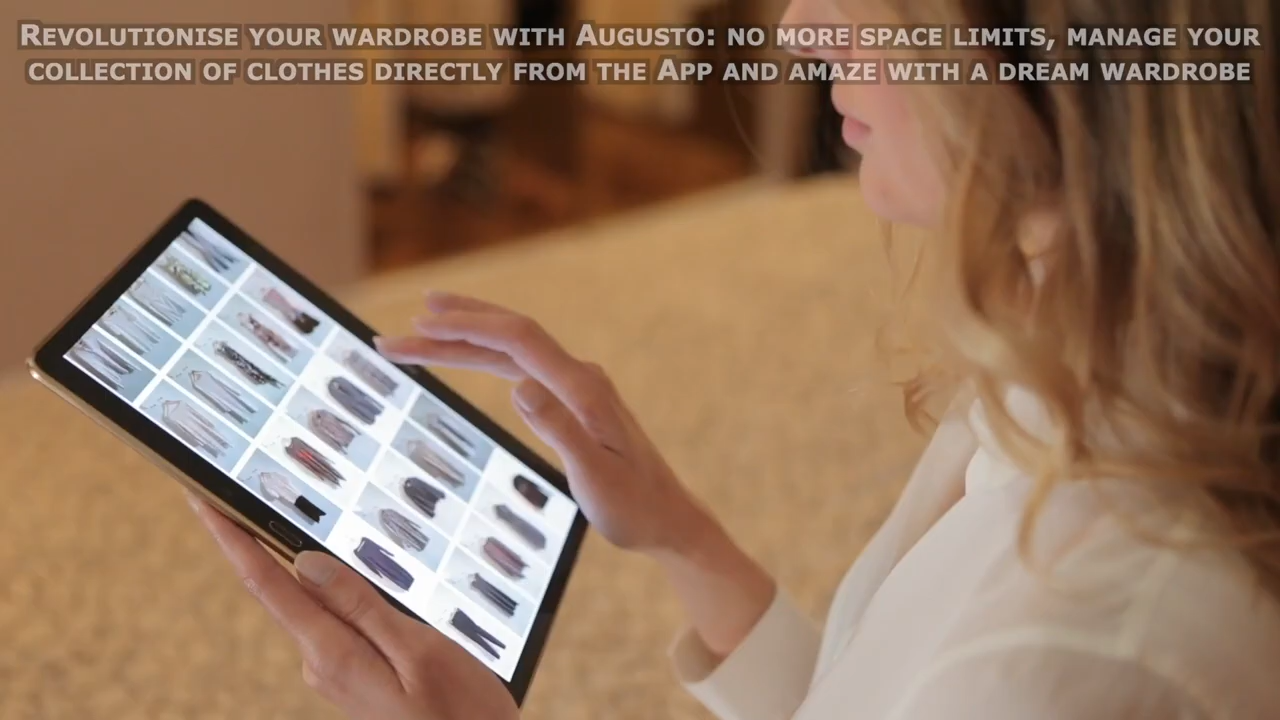 Revolutionise your wardrobe with Augusto: no more space limits, manage your
collection of clothes directly from the App and amaze with a dream wardrobe